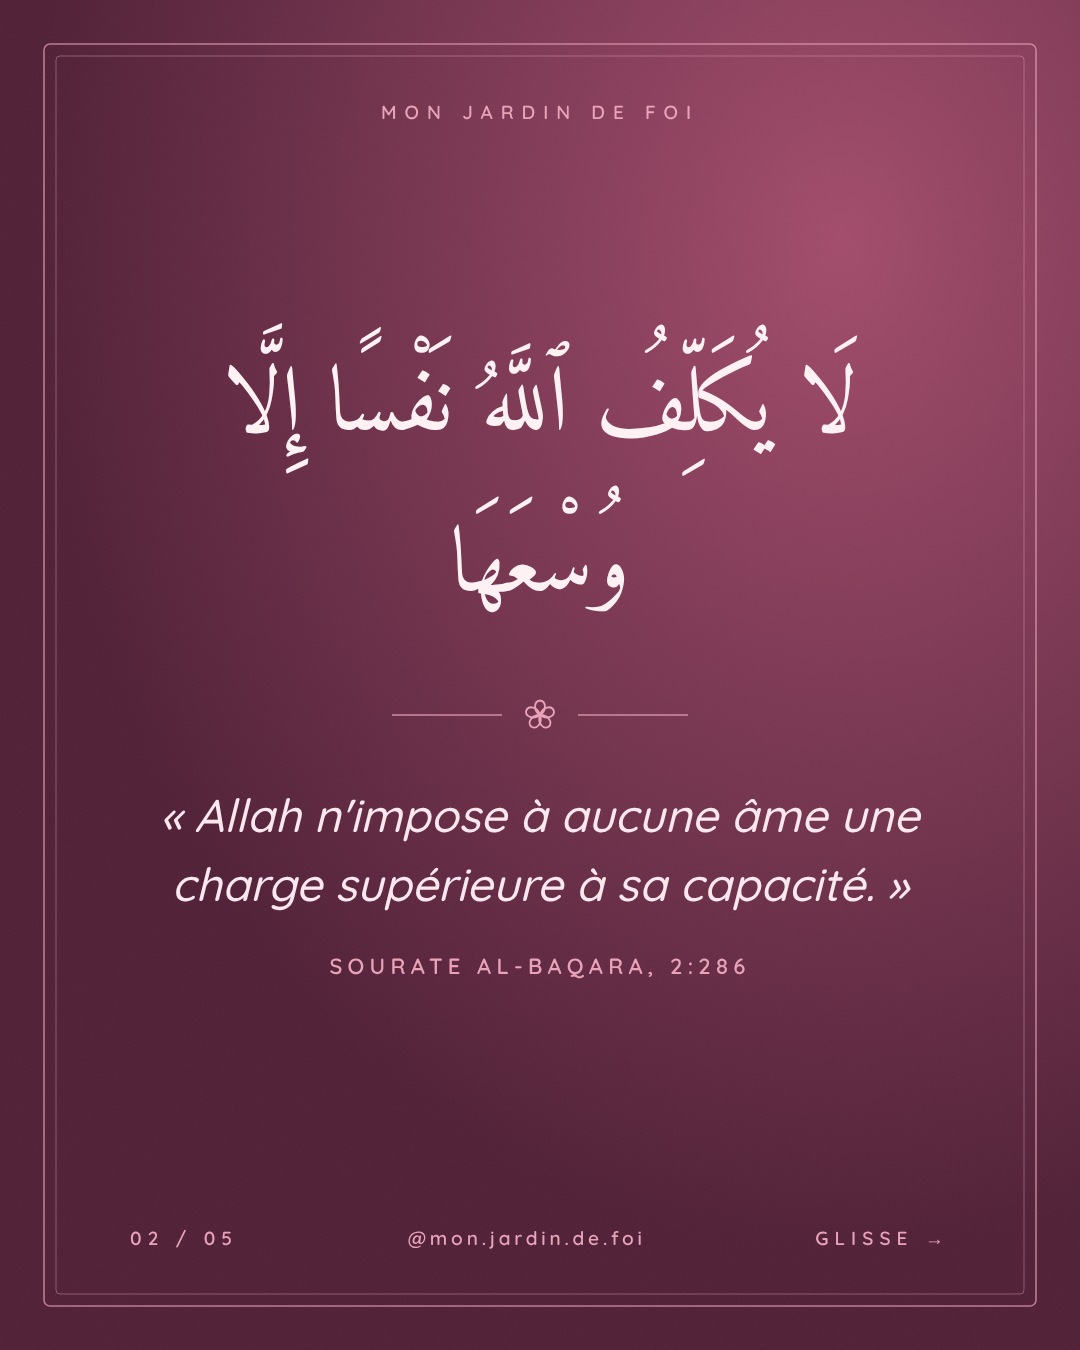 MON JARDIN DE FOI
لَا يُكَلِّفُ ٱللَّهُ نَفْسًا إِلَّا
وُسْعَهَا
« Allah n'impose à aucune âme une
charge supérieure à sa capacité. »
SOURATE AL-BAQARA, 2:286
02 / 05 @mon.jardin.de.foi GLISSE →